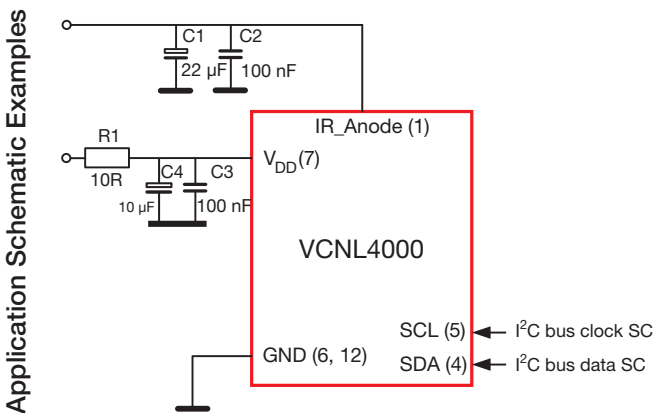 Application Schematic Examples
C1
C2
22 µF
100 nF
IR_Anode (1)
R1
10R
C4
C3
10 µF
100 nF
VDD (7)
VCNL4000
SCL (5)
I²C bus clock SC
GND (6, 12)
SDA (4)
I²C bus data SC